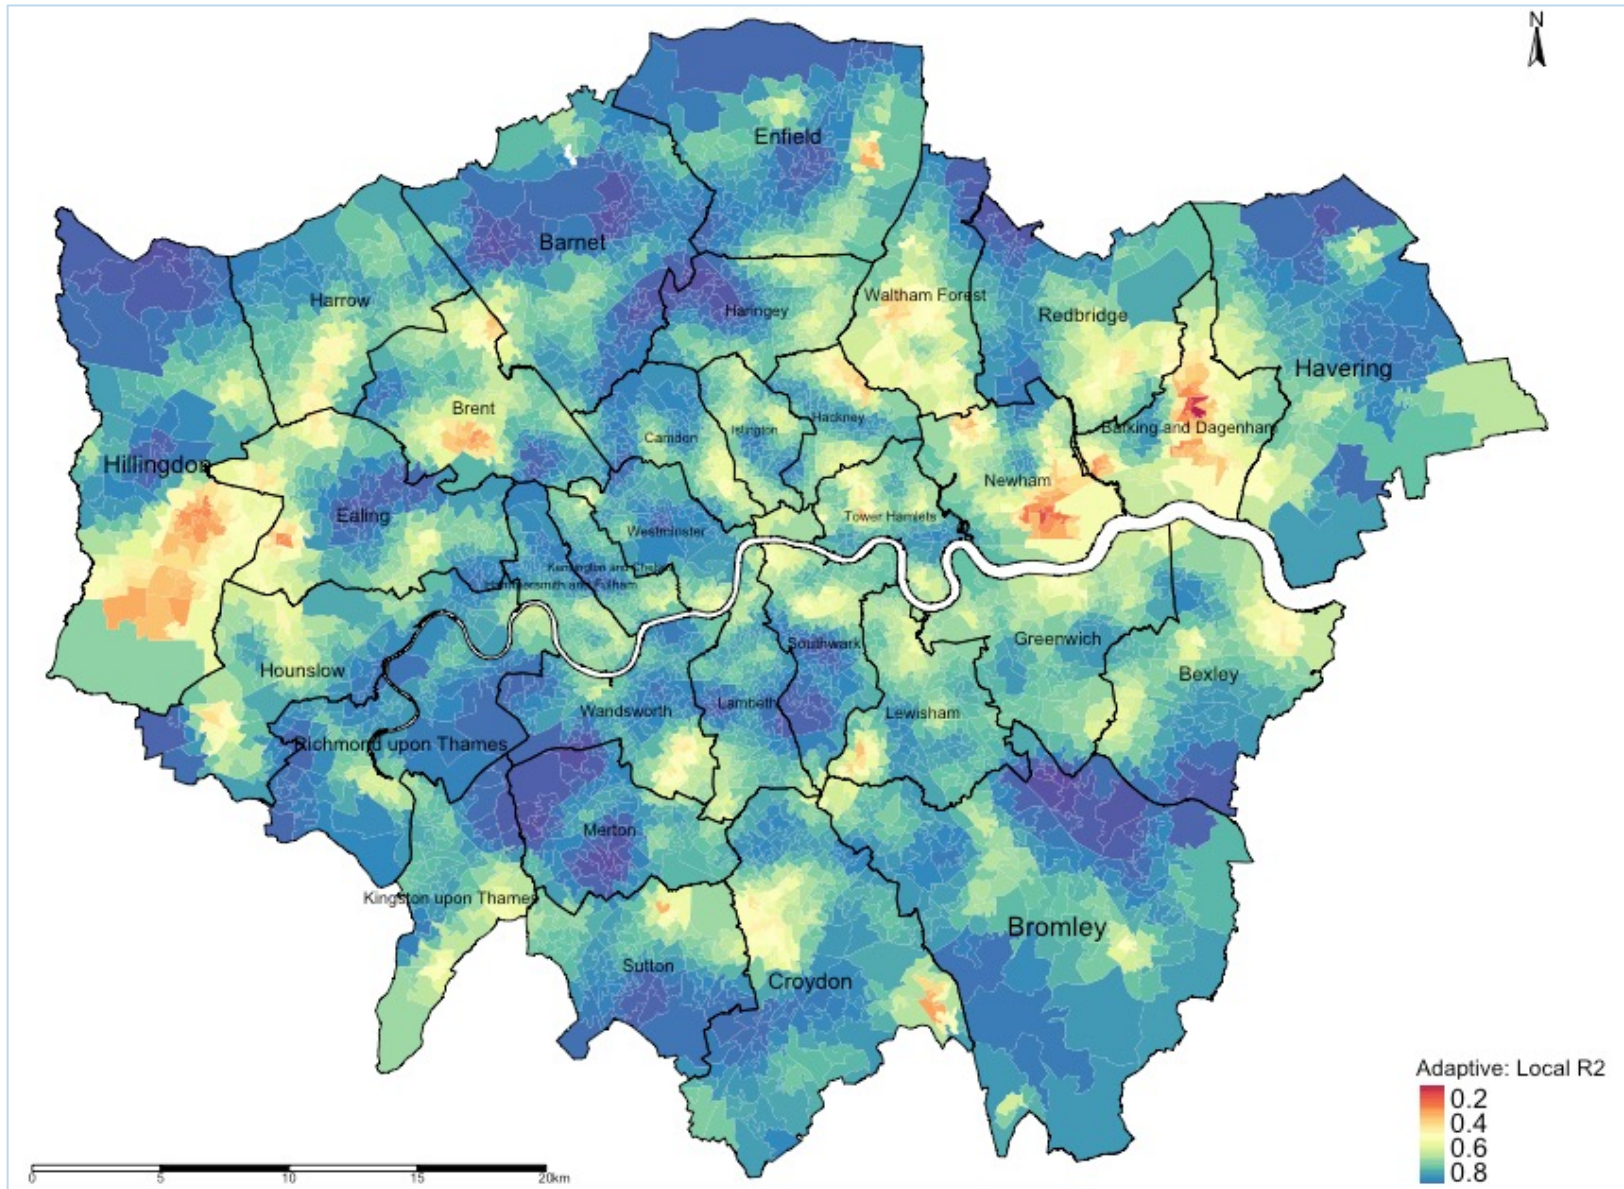 N
Enfield
Barnet
Harrow
Haringey
Waltham Forest
Redbridge
Havering
Brent
Camden
Islington
Hackney
Barking and Dagenham
Hillingdon
Ealing
Westminster
Tower Hamlets
Newham
Kensington and Chelsea
Hammersmith and Fulham
Hounslow
Southwark
Greenwich
Bexley
Richmond upon Thames
Wandsworth
Lambeth
Lewisham
Merton
Kingston upon Thames
Sutton
Croydon
Bromley
Adaptive: Local R2
0.2
0.4
0.6
0.8
0 5 10 15 20km